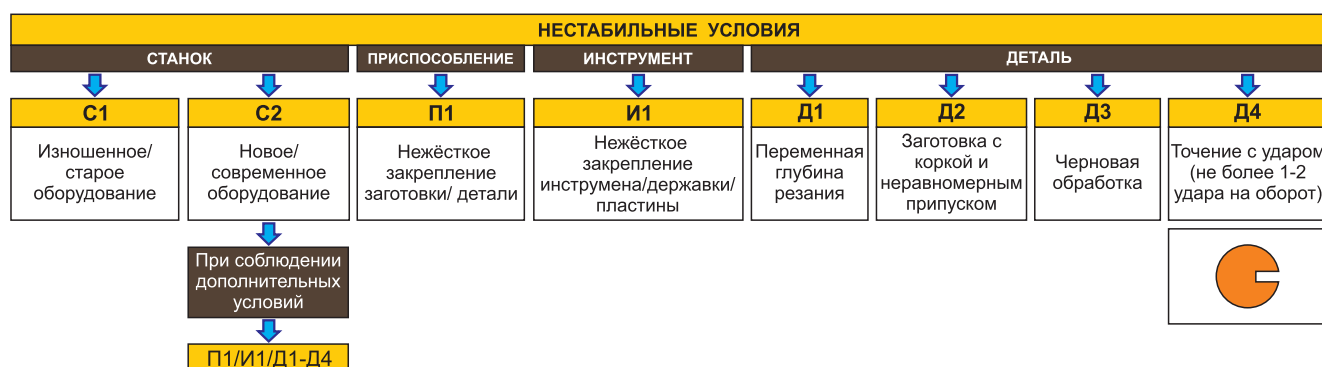 НЕСТАБИЛЬНЫЕ УСЛОВИЯ
СТАНОК
ПРИСПОСОБЛЕНИЕ
ИНСТРУМЕНТ
ДЕТАЛЬ
С1
Изношенное/
старое
оборудование
С2
Новое/
современное
оборудование
При соблюдении
дополнительных
условий
П1/И1/Д1-Д4
П1
Нежёсткое
закрепление
заготовки/ детали
И1
Нежёсткое
закрепление
инструмена/державки/
пластины
Д1
Переменная
глубина
резания
Д2
Заготовка с
коркой и
неравномерным
припуском
Д3
Черновая
обработка
Д4
Точение с ударом
(не более 1-2
удара на оборот)